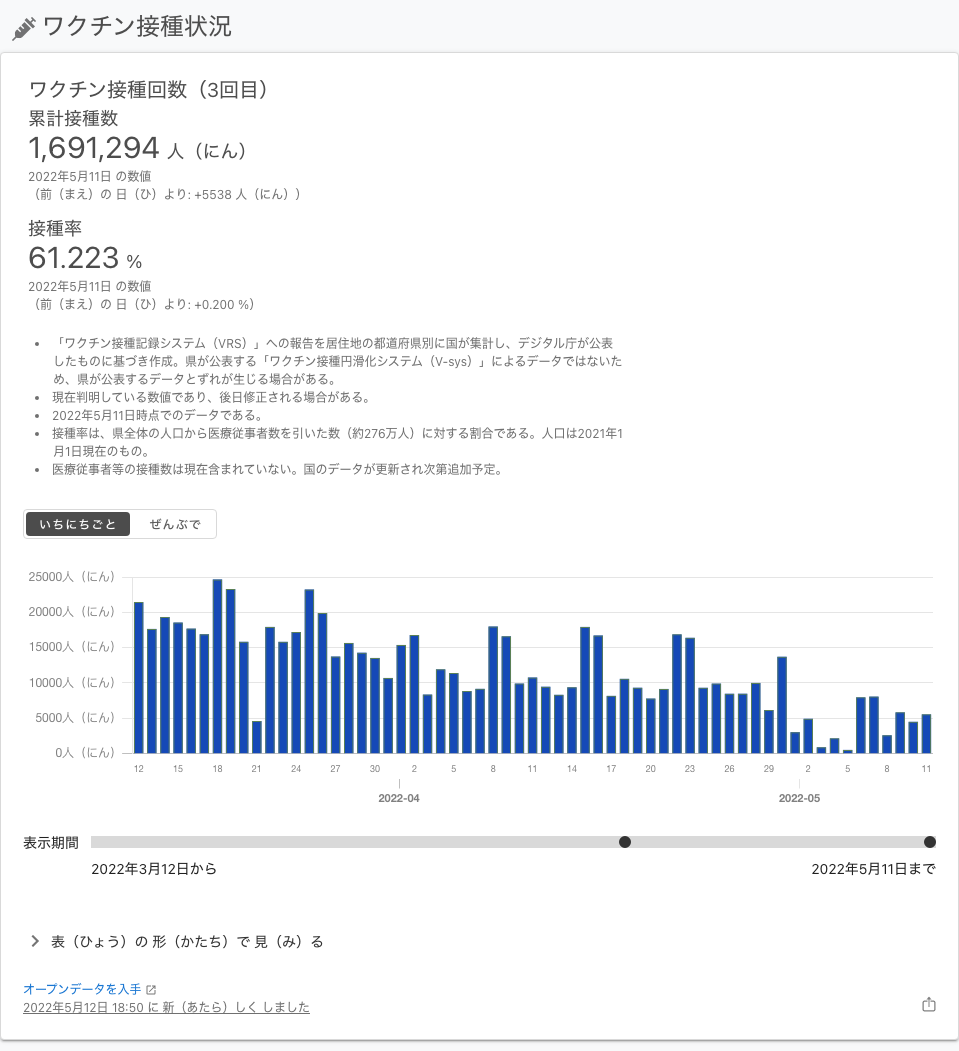 ワクチン接種状況
ワクチン接種回数（3回目）
累計接種数
1,691,294 人（にん）
2022年5月11日 の数値
（前（まえ）の 日（ひ）より: +5538 人（にん））
接種率
61.223 %
2022年5月11日 の数値
（前（まえ）の 日（ひ）より: +0.200 %）
「ワクチン接種記録システム（VRS）」への報告を居住地の都道府県別に国が集計し、デジタル庁が公表
したものに基づき作成。県が公表する「ワクチン接種円滑化システム（V-sys）」によるデータではないた
め、県が公表するデータとずれが生じる場合がある。
現在判明している数値であり、後日修正される場合がある。
2022年5月11日時点でのデータである。
接種率は、県全体の人口から医療従事者数を引いた数（約276万人）に対する割合である。人口は2021年1
月1日現在のもの。
医療従事者等の接種数は現在含まれていない。国のデータが更新され次第追加予定。
いちにちごと ぜんぶで
25000人（にん）
20000人（にん）
15000人（にん）
10000人（にん）
5000人（にん）
0人（にん）
12 15 18 21 24 27 30 2 5 8 11 14 17 20 23 26 29 2 5 8 11
2022-04 2022-05
表示期間
2022年3月12日から 2022年5月11日まで
表（ひょう）の 形（かたち）で 見（み）る
オープンデータを入手
2022年5月12日 18:50 に 新（あたら）しく しました